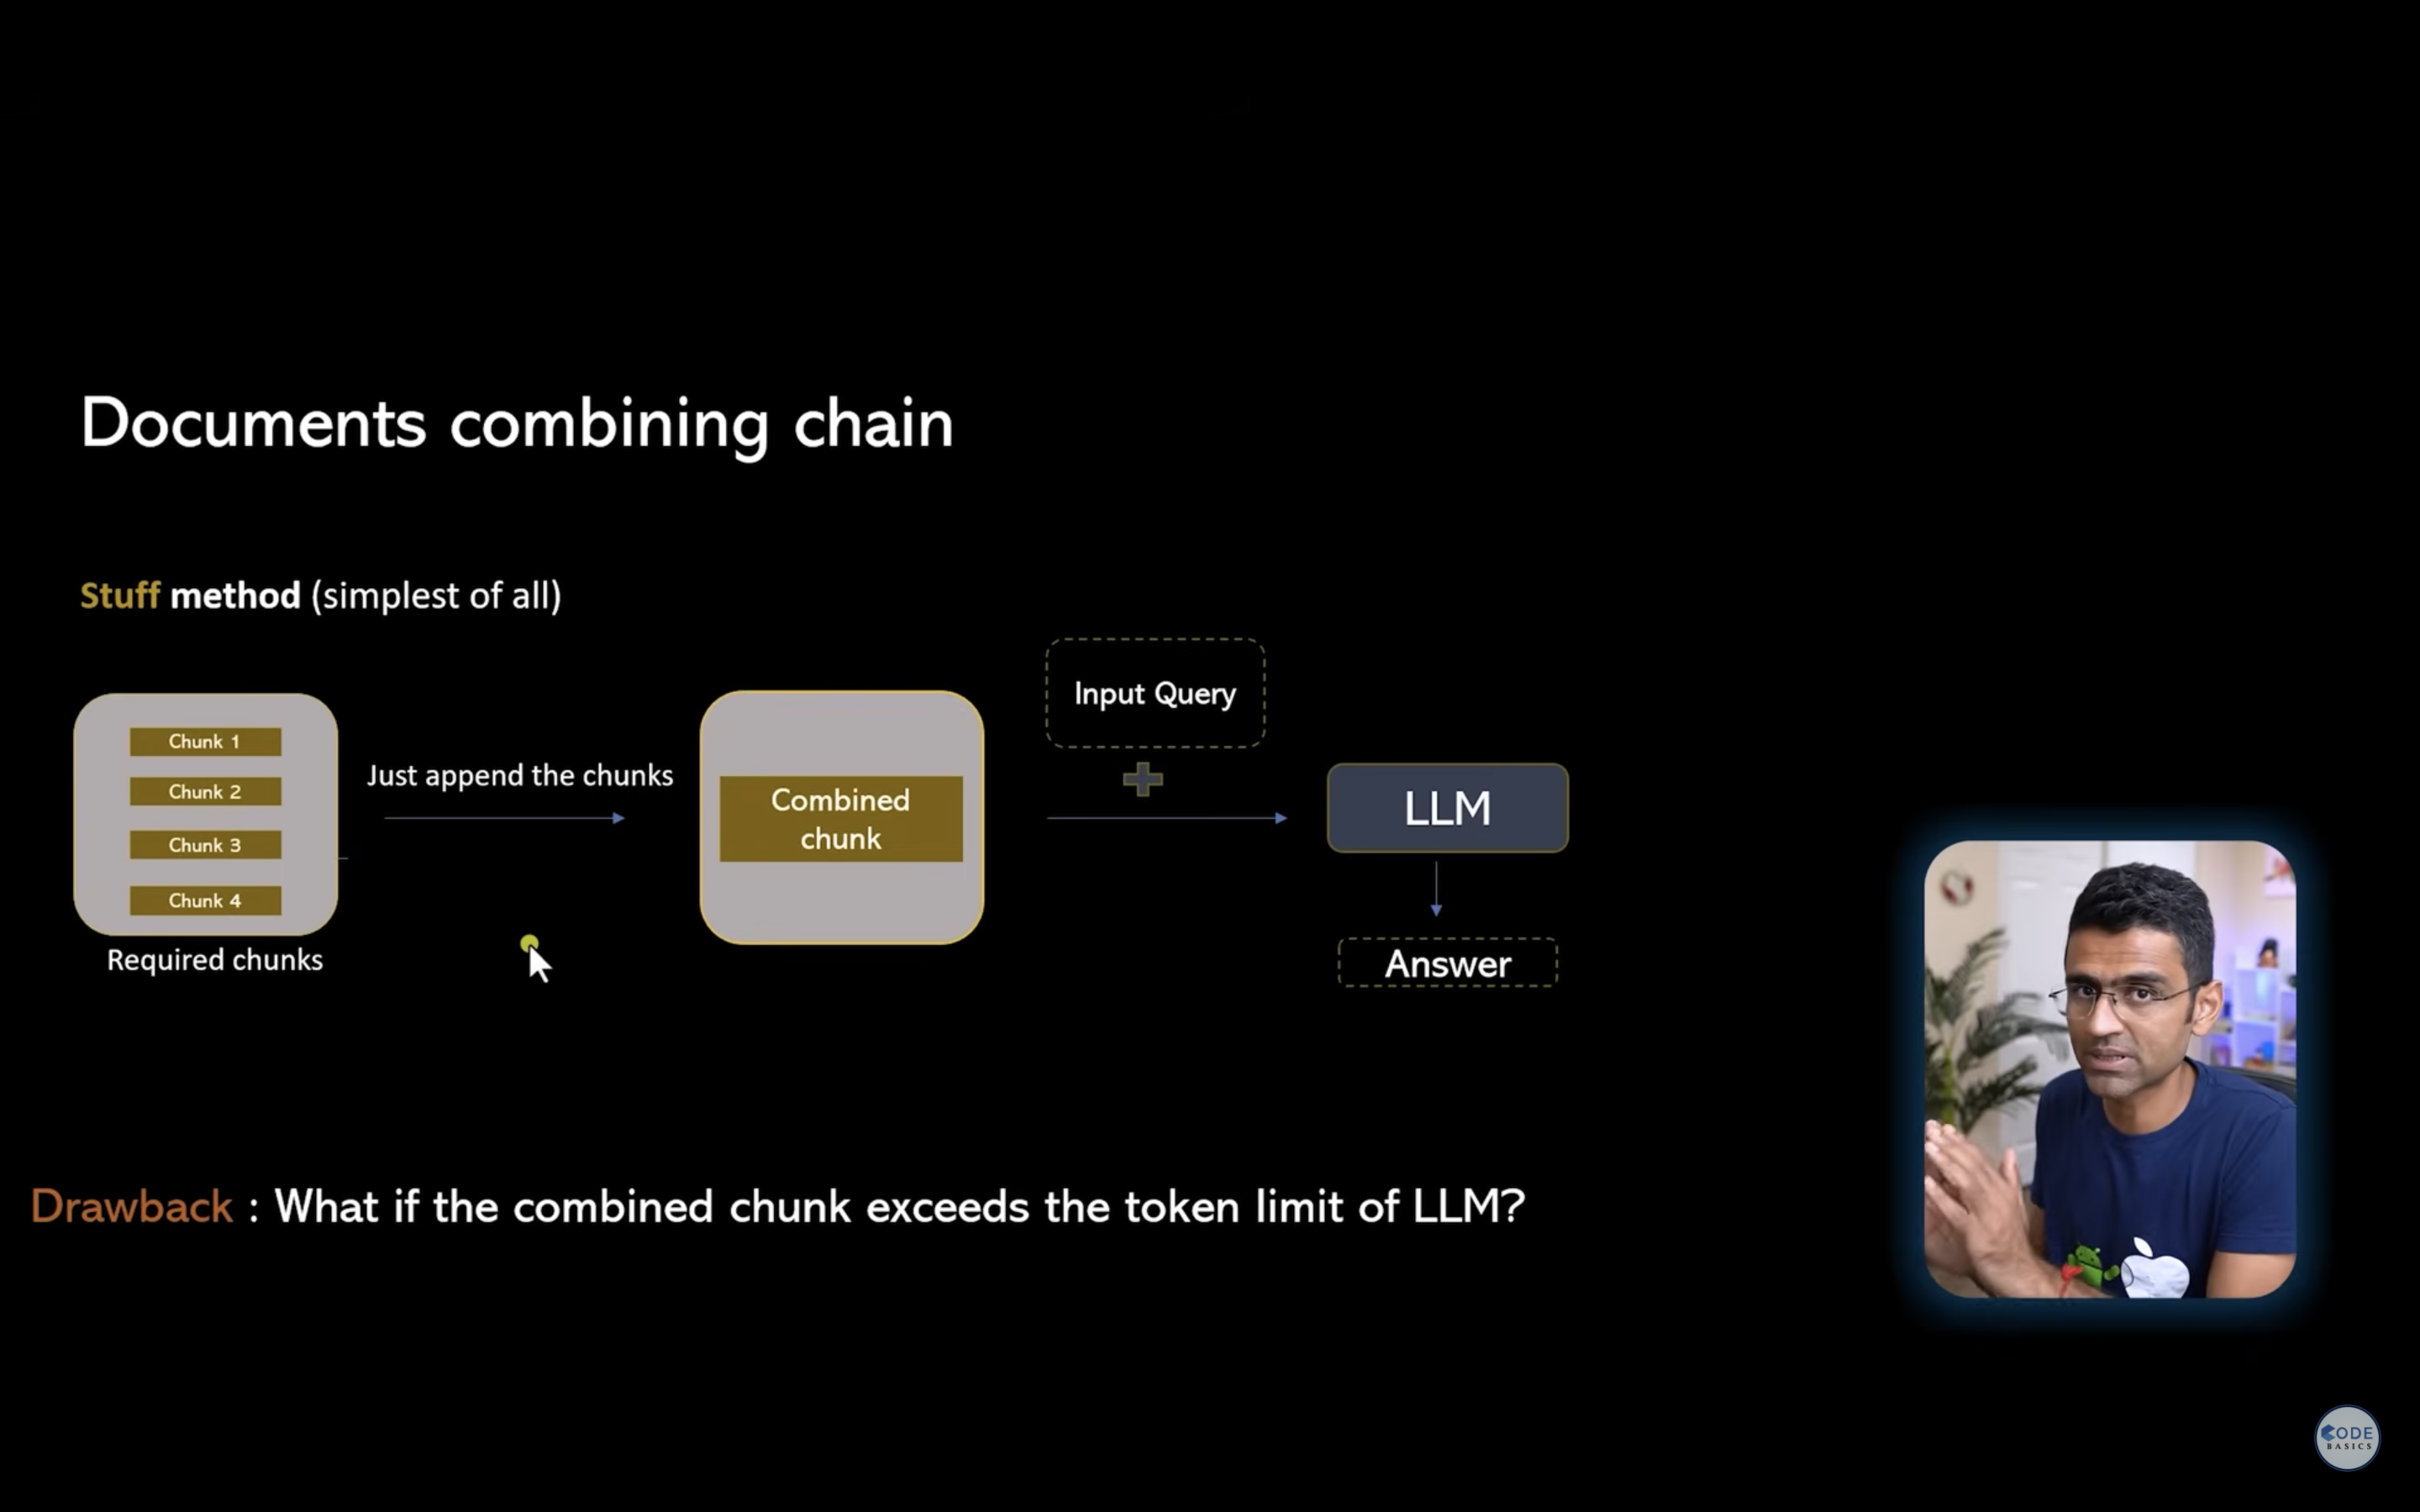 Documents combining chain
Stuff method (simplest of all)
Chunk 1
Chunk 2
Chunk 3
Chunk 4
Required chunks
Just append the chunks
Combined
chunk
Input Query
LLM
Answer
Drawback : What if the combined chunk exceeds the token limit of LLM?
CODE
BASICS